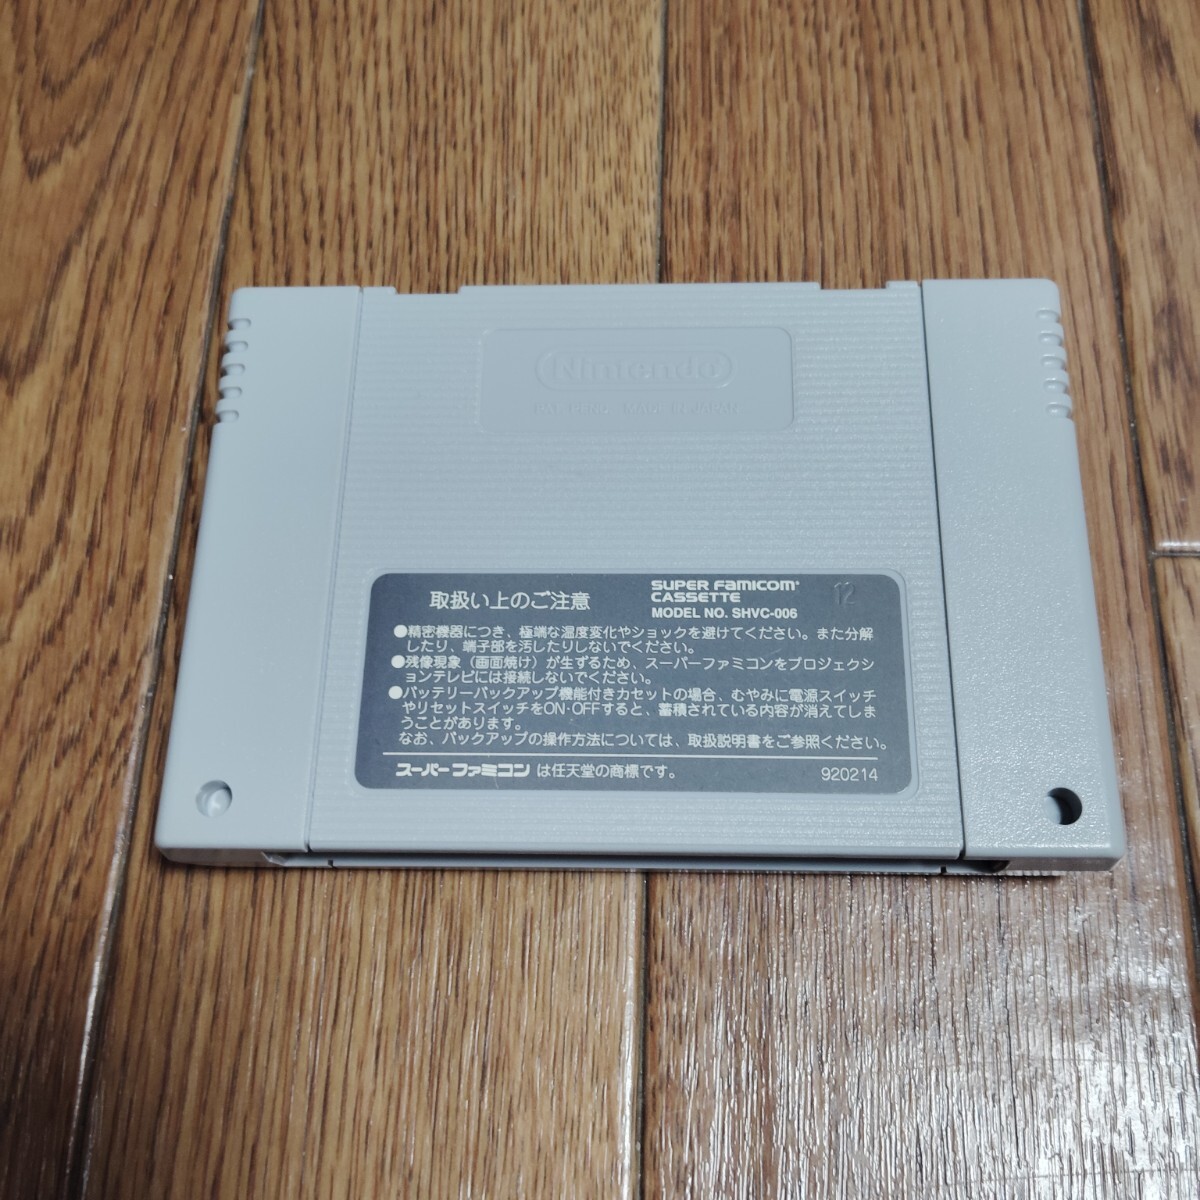 Nintendo
PAT. PEND. MADE IN JAPAN
取扱い上のご注意
SUPER FAMICOM
CASSETTE
MODEL NO. SHVC-006
12
●精密機器につき、極端な温度変化やショックを避けてください。また分解
したり、端子部を汚したりしないでください。
●残像現象（画面焼け）が生ずるため、スーパーファミコンをプロジェクシ
ョンテレビには接続しないでください。
●バッテリーバックアップ機能付きカセットの場合、むやみに電源スイッチ
やリセットスイッチをON・OFFすると、蓄積されている内容が消えてしま
うことがあります。
なお、バックアップの操作方法については、取扱説明書をご参照ください。
スーパーファミコン は任天堂の商標です。
920214